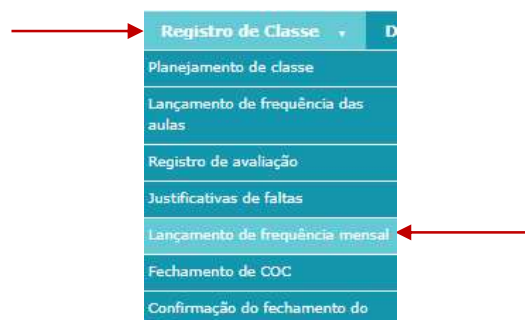 Registro de Classe D
Planejamento de classe
Lançamento de frequência das
aulas
Registro de avaliação
Justificativas de faltas
Lançamento de frequência mensal
Fechamento de COC
Confirmação do fechamento do